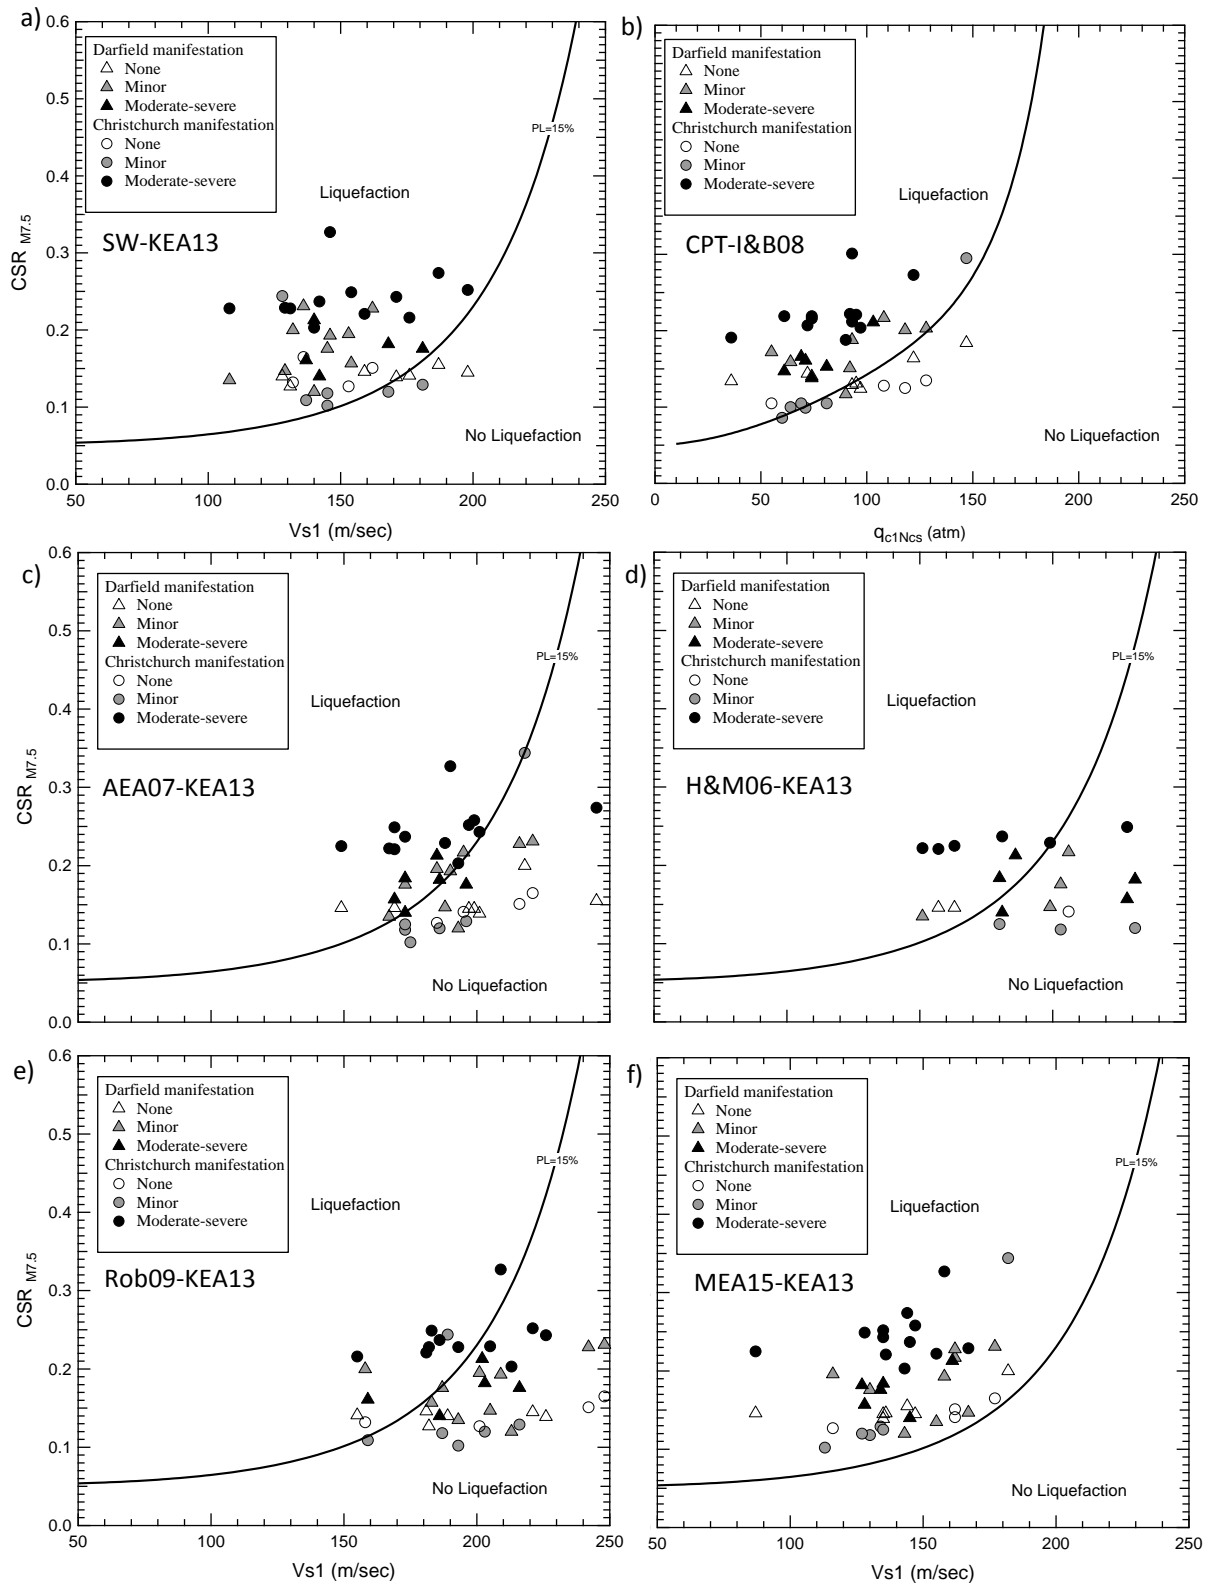 a)
Darfield manifestation
None
Minor
Moderate-severe
Christchurch manifestation
None
Minor
Moderate-severe
PL=15%
Liquefaction
SW-KEA13
No Liquefaction
CSR M7.5
0.6
0.5
0.4
0.3
0.2
0.1
0.0
50 100 150 200 250
Vs1 (m/sec)
b)
Darfield manifestation
None
Minor
Moderate-severe
Christchurch manifestation
None
Minor
Moderate-severe
Liquefaction
CPT-I&B08
No Liquefaction
0 50 100 150 200 250
qc1Ncs (atm)
c)
Darfield manifestation
None
Minor
Moderate-severe
Christchurch manifestation
None
Minor
Moderate-severe
PL=15%
Liquefaction
AEA07-KEA13
No Liquefaction
CSR M7.5
0.6
0.5
0.4
0.3
0.2
0.1
0.0
d)
Darfield manifestation
None
Minor
Moderate-severe
Christchurch manifestation
None
Minor
Moderate-severe
PL=15%
Liquefaction
H&M06-KEA13
No Liquefaction
e)
Darfield manifestation
None
Minor
Moderate-severe
Christchurch manifestation
None
Minor
Moderate-severe
PL=15%
Liquefaction
Rob09-KEA13
No Liquefaction
CSR M7.5
0.6
0.5
0.4
0.3
0.2
0.1
0.0
50 100 150 200 250
Vs1 (m/sec)
f)
Darfield manifestation
None
Minor
Moderate-severe
Christchurch manifestation
None
Minor
Moderate-severe
PL=15%
Liquefaction
MEA15-KEA13
No Liquefaction
50 100 150 200 250
Vs1 (m/sec)